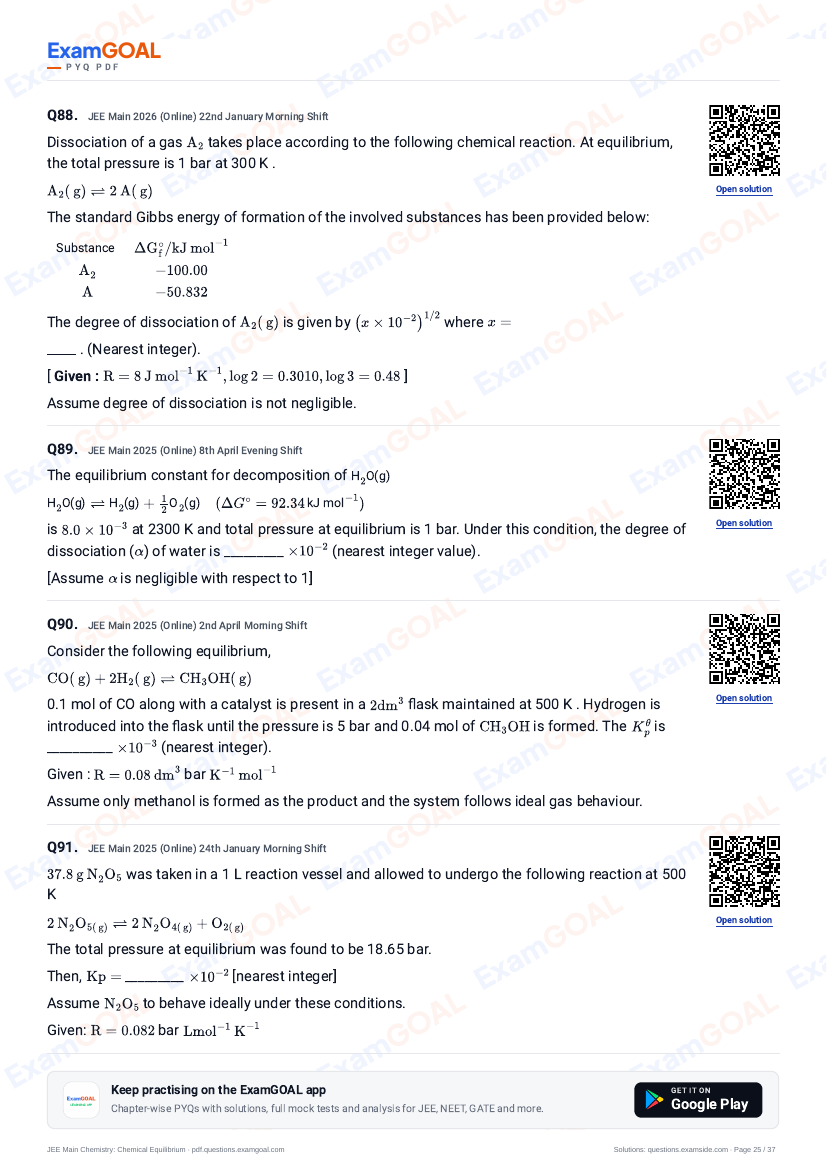 ExamGOAL
PYQ PDF
Q88. JEE Main 2026 (Online) 22nd January Morning Shift
Dissociation of a gas A₂ takes place according to the following chemical reaction. At equilibrium,
the total pressure is 1 bar at 300 K .
A₂( g) ⇌ 2 A( g)
The standard Gibbs energy of formation of the involved substances has been provided below:
Substance ΔG_f°/kJ mol⁻¹
A₂ −100.00
A −50.832
The degree of dissociation of A₂( g) is given by (x × 10⁻²)^1/2 where x =
____ . (Nearest integer).
[ Given : R = 8 J mol⁻¹ K⁻¹, log 2 = 0.3010, log 3 = 0.48 ]
Assume degree of dissociation is not negligible.
Open solution
Q89. JEE Main 2025 (Online) 8th April Evening Shift
The equilibrium constant for decomposition of H₂O(g)
H₂O(g) ⇌ H₂(g) + 1/2 O₂(g) (ΔG° = 92.34 kJ mol⁻¹)
is 8.0 × 10⁻³ at 2300 K and total pressure at equilibrium is 1 bar. Under this condition, the degree of
dissociation (α) of water is _________ ×10⁻² (nearest integer value).
[Assume α is negligible with respect to 1]
Open solution
Q90. JEE Main 2025 (Online) 2nd April Morning Shift
Consider the following equilibrium,
CO( g) + 2H₂( g) ⇌ CH₃OH( g)
0.1 mol of CO along with a catalyst is present in a 2dm³ flask maintained at 500 K . Hydrogen is
introduced into the flask until the pressure is 5 bar and 0.04 mol of CH₃OH is formed. The K_p^θ is
__________ ×10⁻³ (nearest integer).
Given : R = 0.08 dm³ bar K⁻¹ mol⁻¹
Assume only methanol is formed as the product and the system follows ideal gas behaviour.
Open solution
Q91. JEE Main 2025 (Online) 24th January Morning Shift
37.8 g N₂O₅ was taken in a 1 L reaction vessel and allowed to undergo the following reaction at 500
K
2 N₂O₅₍ g₎ ⇌ 2 N₂O₄₍ g₎ + O₂₍ g₎
The total pressure at equilibrium was found to be 18.65 bar.
Then, Kp = _________ ×10⁻² [nearest integer]
Assume N₂O₅ to behave ideally under these conditions.
Given: R = 0.082 bar Lmol⁻¹ K⁻¹
Open solution
Keep practising on the ExamGOAL app
Chapter-wise PYQs with solutions, full mock tests and analysis for JEE, NEET, GATE and more.
ExamGOAL
GET IT ON
Google Play
JEE Main Chemistry: Chemical Equilibrium · pdf.questions.examgoal.com
Solutions: questions.examside.com · Page 25 / 37